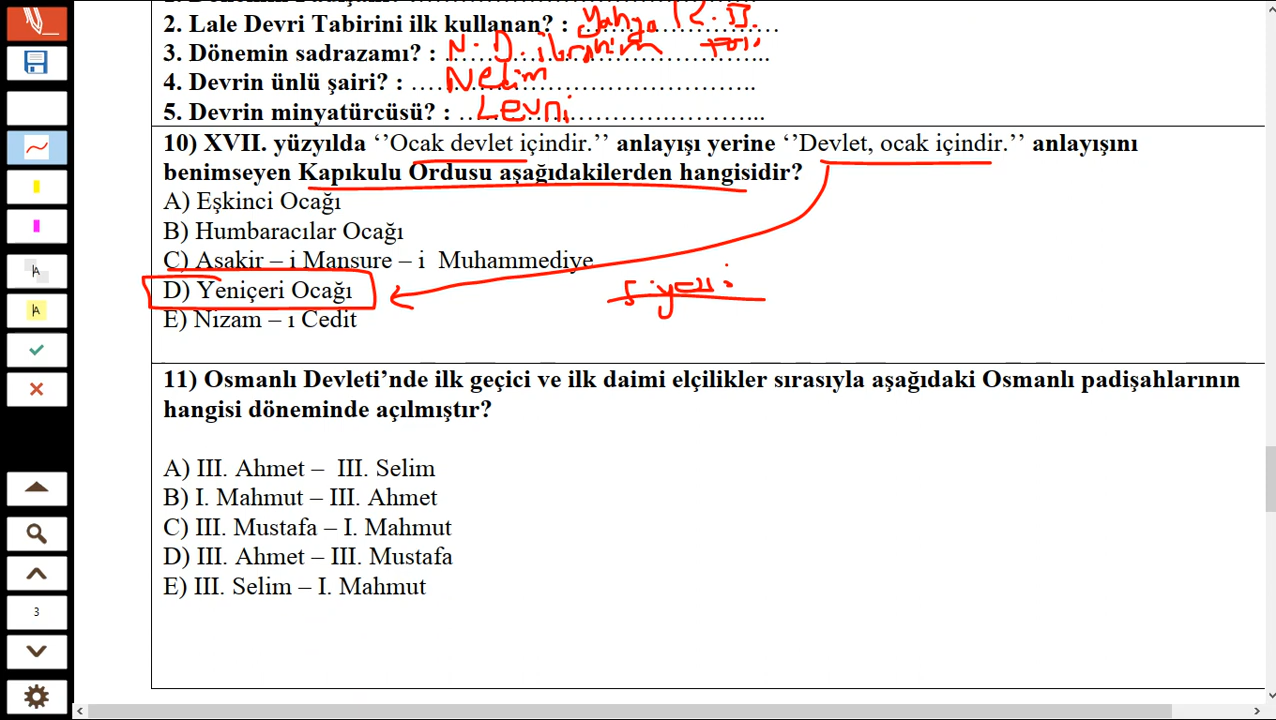 2. Lale Devri Tabirini ilk kullanan? : Yahya K.
3. Dönemin sadrazamı? : N. D. İbrahim
4. Devrin ünlü şairi? : Nedim
5. Devrin minyatürcüsü? : Levni
10) XVII. yüzyılda ‘‘Ocak devlet içindir.’’ anlayışı yerine ‘‘Devlet, ocak içindir.’’ anlayışını
benimseyen Kapıkulu Ordusu aşağıdakilerden hangisidir?
A) Eşkinci Ocağı
B) Humbaracılar Ocağı
C) Asakir – i Mansure – i Muhammediye
D) Yeniçeri Ocağı
E) Nizam – ı Cedit
11) Osmanlı Devleti’nde ilk geçici ve ilk daimi elçilikler sırasıyla aşağıdaki Osmanlı padişahlarının
hangisi döneminde açılmıştır?
A) III. Ahmet – III. Selim
B) I. Mahmut – III. Ahmet
C) III. Mustafa – I. Mahmut
D) III. Ahmet – III. Mustafa
E) III. Selim – I. Mahmut
3